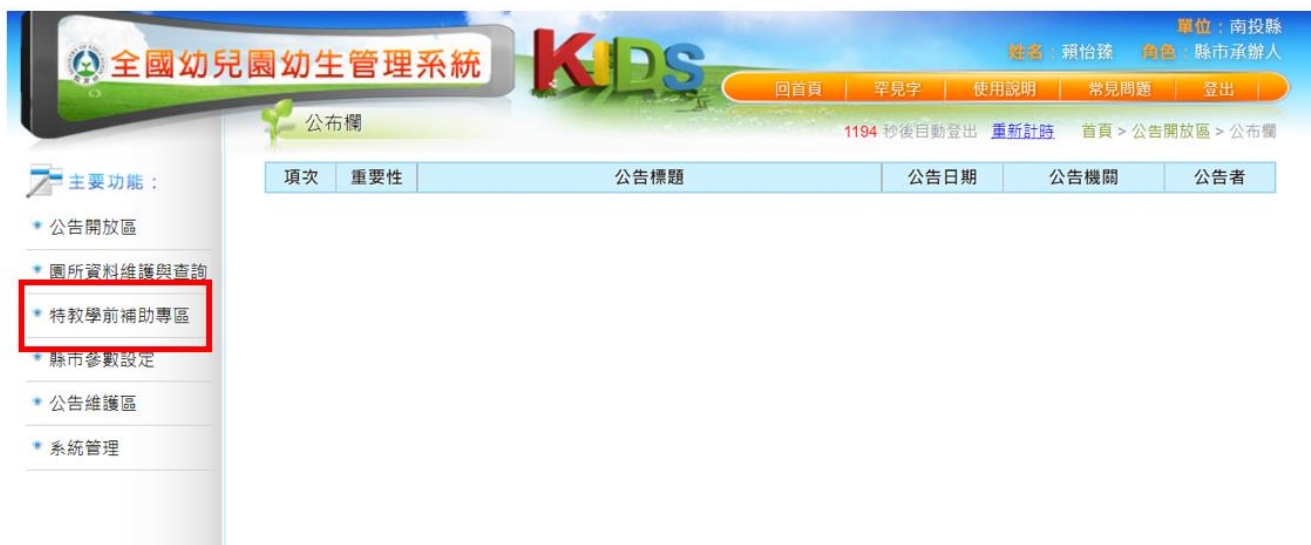 單位：南投縣
全國幼兒園幼生管理系統
KIDS
姓名：賴怡臻 角色：縣市承辦人
回首頁 罕見字 使用說明 常見問題 登出
公布欄
1194 秒後自動登出 重新計時 首頁 > 公告開放區 > 公布欄
主要功能：
項次 重要性 公告標題 公告日期 公告機關 公告者
公告開放區
園所資料維護與查詢
特教學前補助專區
縣市參數設定
公告維護區
系統管理